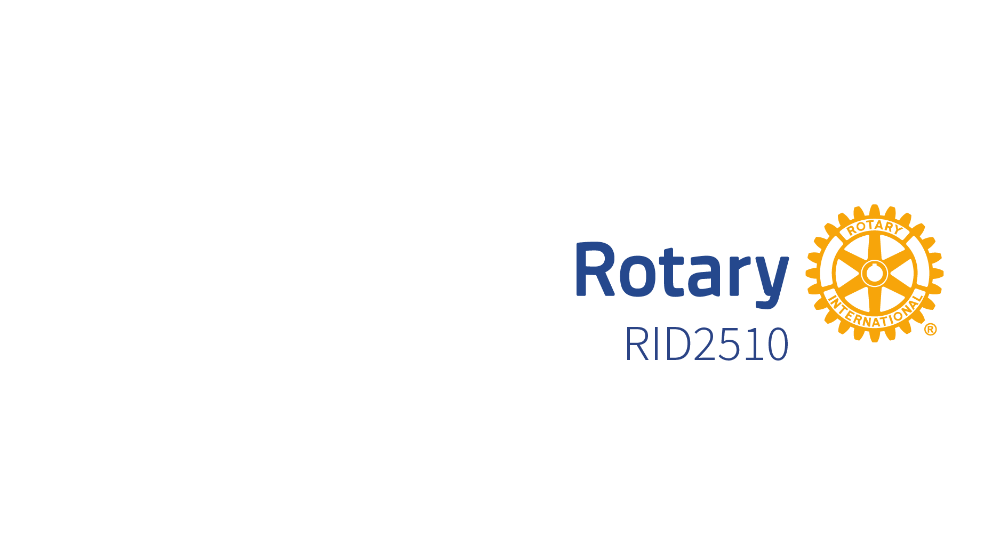 Rotary
RID2510
ROTARY
INTERNATIONAL
®